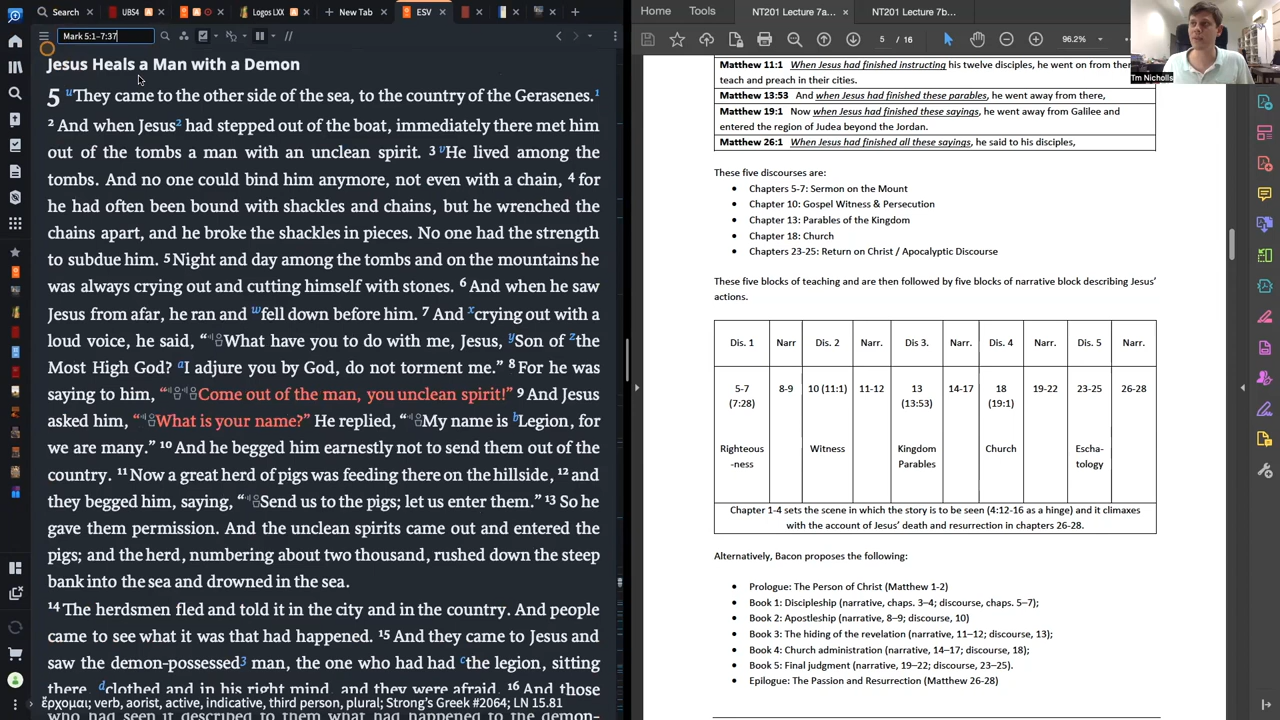 Search
UBS4
Logos LXX
New Tab
ESV
Home
Tools
NT201 Lecture 7a...
NT201 Lecture 7b...
Mark 5:1–7:37
5 / 16
96.2%
Tm Nicholls
Jesus Heals a Man with a Demon
5 uThey came to the other side of the sea, to the country of the Gerasenes.1
2 And when Jesus2 had stepped out of the boat, immediately there met him
out of the tombs a man with an unclean spirit. 3 vHe lived among the
tombs. And no one could bind him anymore, not even with a chain, 4 for
he had often been bound with shackles and chains, but he wrenched the
chains apart, and he broke the shackles in pieces. No one had the strength
to subdue him. 5 Night and day among the tombs and on the mountains he
was always crying out and cutting himself with stones. 6 And when he saw
Jesus from afar, he ran and wfell down before him. 7 And xcrying out with a
loud voice, he said, “What have you to do with me, Jesus, ySon of zthe
Most High God? aI adjure you by God, do not torment me.” 8 For he was
saying to him, “Come out of the man, you unclean spirit!” 9 And Jesus
asked him, “What is your name?” He replied, “My name is bLegion, for
we are many.” 10 And he begged him earnestly not to send them out of the
country. 11 Now a great herd of pigs was feeding there on the hillside, 12 and
they begged him, saying, “Send us to the pigs; let us enter them.” 13 So he
gave them permission. And the unclean spirits came out and entered the
pigs; and the herd, numbering about two thousand, rushed down the steep
bank into the sea and drowned in the sea.
14 The herdsmen fled and told it in the city and in the country. And people
came to see what it was that had happened. 15 And they came to Jesus and
saw the demon-possessed3 man, the one who had had cthe legion, sitting
there, clothed and in his right mind, and they were afraid. And those
ἔρχομαι, verb, aorist, active, indicative, third person, plural; Strong’s Greek #2064; LN 15.81
Matthew 11:1 When Jesus had finished instructing his twelve disciples, he went on from there
teach and preach in their cities.
Matthew 13:53 And when Jesus had finished these parables, he went away from there,
Matthew 19:1 Now when Jesus had finished these sayings, he went away from Galilee and
entered the region of Judea beyond the Jordan.
Matthew 26:1 When Jesus had finished all these sayings, he said to his disciples,
These five discourses are:
• Chapters 5-7: Sermon on the Mount
• Chapter 10: Gospel Witness & Persecution
• Chapter 13: Parables of the Kingdom
• Chapter 18: Church
• Chapters 23-25: Return on Christ / Apocalyptic Discourse
These five blocks of teaching and are then followed by five blocks of narrative block describing Jesus’
actions.
Dis. 1 Narr Dis. 2 Narr. Dis 3. Narr. Dis. 4 Narr. Dis. 5 Narr.
5-7 8-9 10 (11:1) 11-12 13 14-17 18 19-22 23-25 26-28
(7:28) (13:53) (19:1)
Righteous Witness Kingdom Church Escha-
-ness Parables tology
Chapter 1-4 sets the scene in which the story is to be seen (4:12-16 as a hinge) and it climaxes
with the account of Jesus’ death and resurrection in chapters 26-28.
Alternatively, Bacon proposes the following:
• Prologue: The Person of Christ (Matthew 1-2)
• Book 1: Discipleship (narrative, chaps. 3–4; discourse, chaps. 5–7);
• Book 2: Apostleship (narrative, 8–9; discourse, 10)
• Book 3: The hiding of the revelation (narrative, 11–12; discourse, 13);
• Book 4: Church administration (narrative, 14–17; discourse, 18);
• Book 5: Final judgment (narrative, 19–22; discourse, 23–25).
• Epilogue: The Passion and Resurrection (Matthew 26-28)